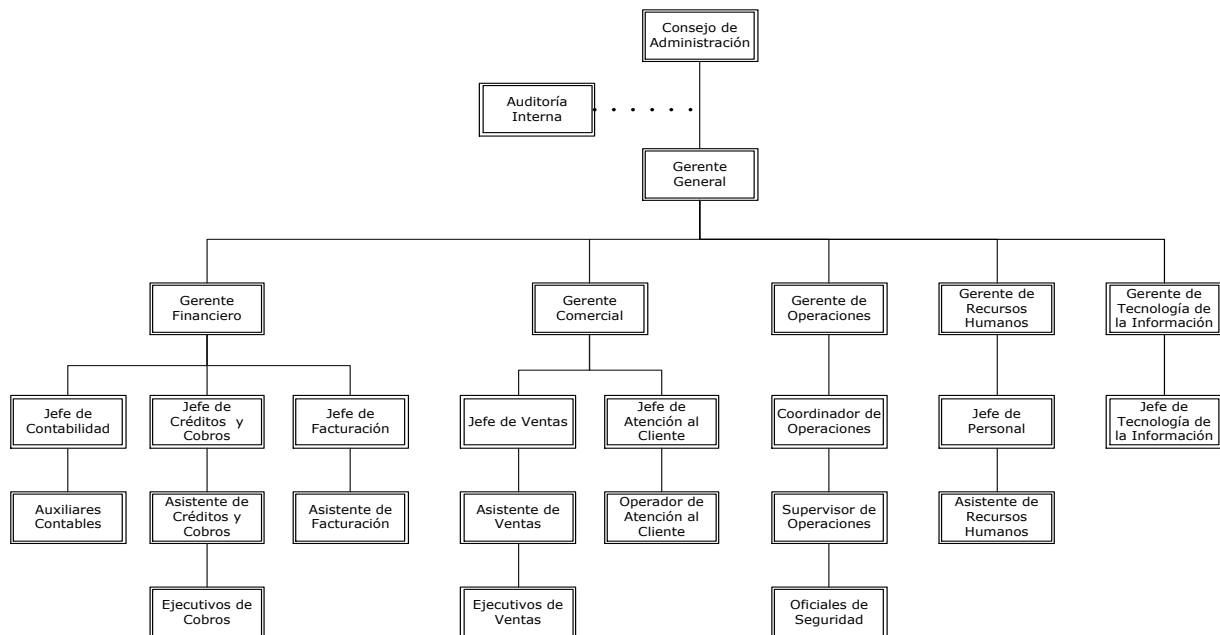 Consejo de
Administración
Auditoría
Interna
Gerente
General
Gerente
Financiero
Gerente
Comercial
Gerente de
Operaciones
Gerente de
Recursos
Humanos
Gerente de
Tecnología de
la Información
Jefe de
Contabilidad
Jefe de
Créditos y
Cobros
Jefe de
Facturación
Jefe de Ventas
Jefe de
Atención al
Cliente
Coordinador de
Operaciones
Jefe de
Personal
Jefe de
Tecnología de
la Información
Auxiliares
Contables
Asistente de
Créditos y
Cobros
Asistente de
Facturación
Asistente de
Ventas
Operador de
Atención al
Cliente
Supervisor de
Operaciones
Asistente de
Recursos
Humanos
Ejecutivos de
Cobros
Ejecutivos de
Ventas
Oficiales de
Seguridad